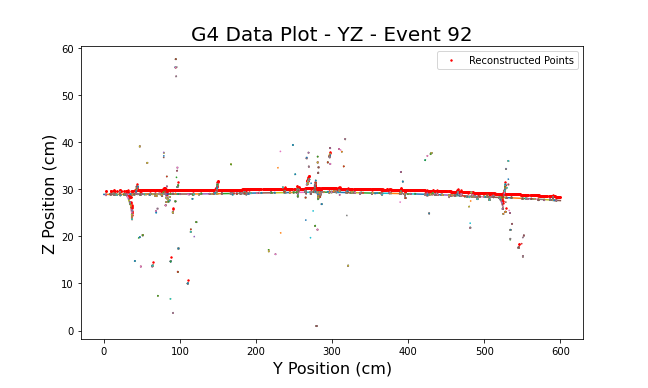 G4 Data Plot - YZ - Event 92
Reconstructed Points
Z Position (cm)
60
50
40
30
20
10
0
0 100 200 300 400 500 600
Y Position (cm)